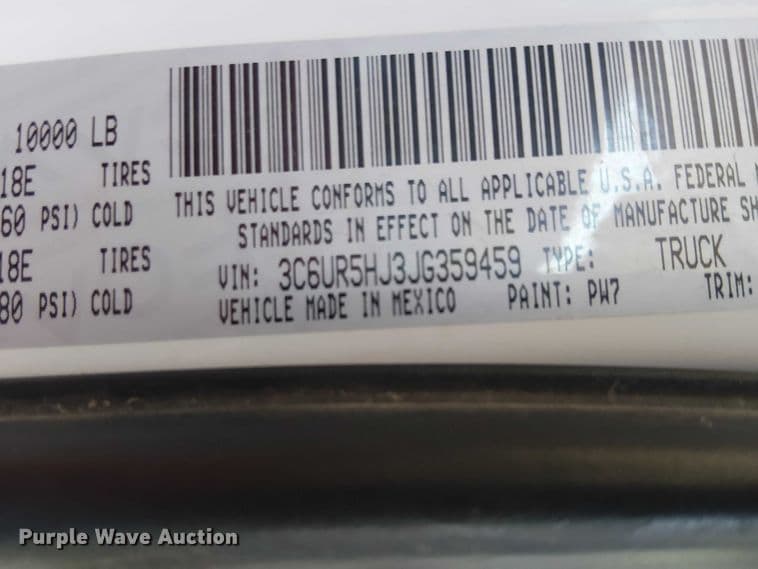 10000 LB
18E TIRES
60 PSI) COLD
18E TIRES
80 PSI) COLD
THIS VEHICLE CONFORMS TO ALL APPLICABLE U.S.A. FEDERAL
STANDARDS IN EFFECT ON THE DATE OF MANUFACTURE SH
VIN: 3C6UR5HJ3JG359459 TYPE: TRUCK
VEHICLE MADE IN MEXICO PAINT: PW7 TRIM:
Purple Wave Auction